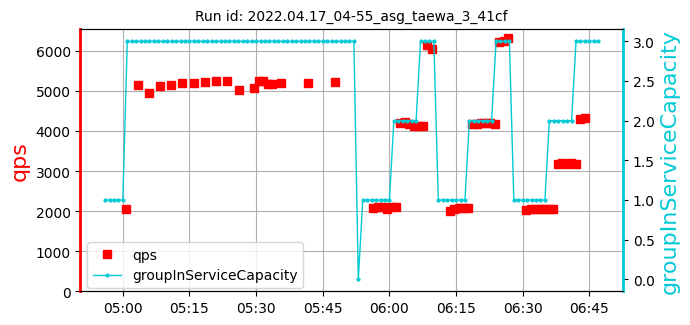 Run id: 2022.04.17_04-55_asg_taewa_3_41cf
qps
6000
5000
4000
3000
2000
1000
0
3.0
2.5
2.0
1.5
1.0
0.5
0.0
groupInServiceCapacity
qps
groupInServiceCapacity
05:00 05:15 05:30 05:45 06:00 06:15 06:30 06:45